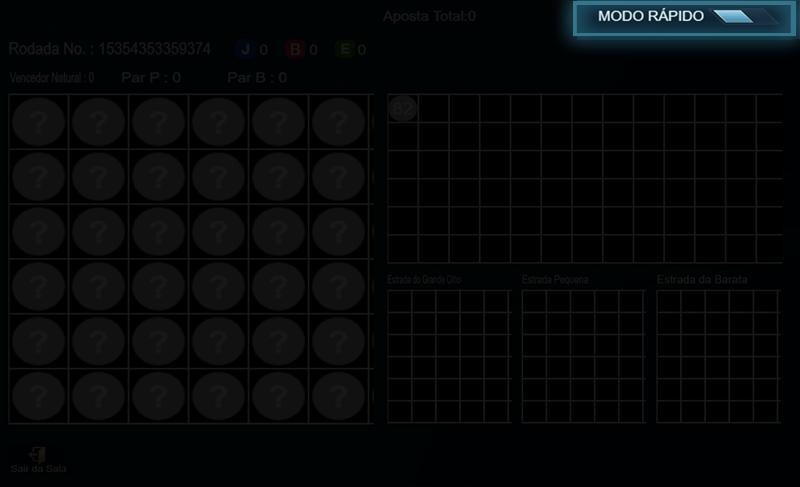 Aposta Total:0
MODO RÁPIDO
Rodada No. : 15354353359374 J 0 B 0 E 0
Vencedor Natural : 0 Par P : 0 Par B : 0
? ? ? ? ? ?
? ? ? ? ? ?
? ? ? ? ? ?
? ? ? ? ? ?
? ? ? ? ? ?
? ? ? ? ? ?
82
Estrada do Grande Olho Estrada Pequena Estrada da Barata
Sair da Sala